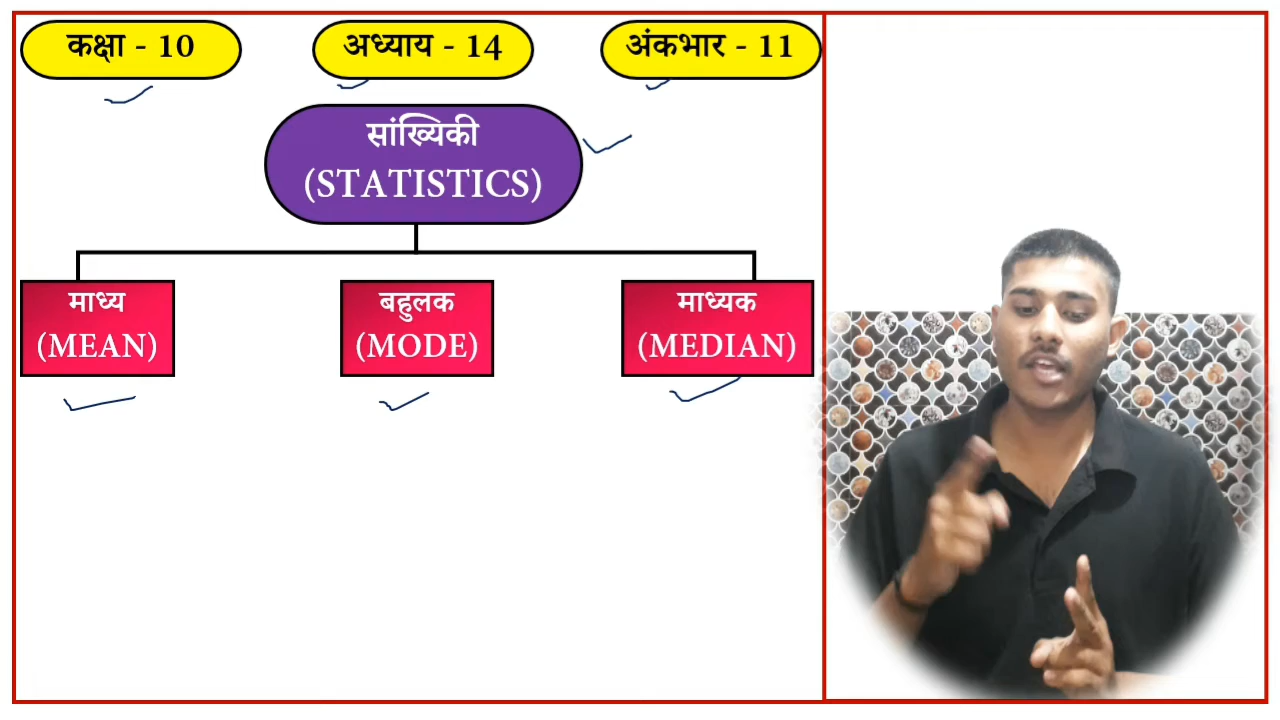 कक्षा - 10
अध्याय - 14
अंकभार - 11
सांख्यिकी
(STATISTICS)
माध्य
(MEAN)
बहुलक
(MODE)
माध्यक
(MEDIAN)